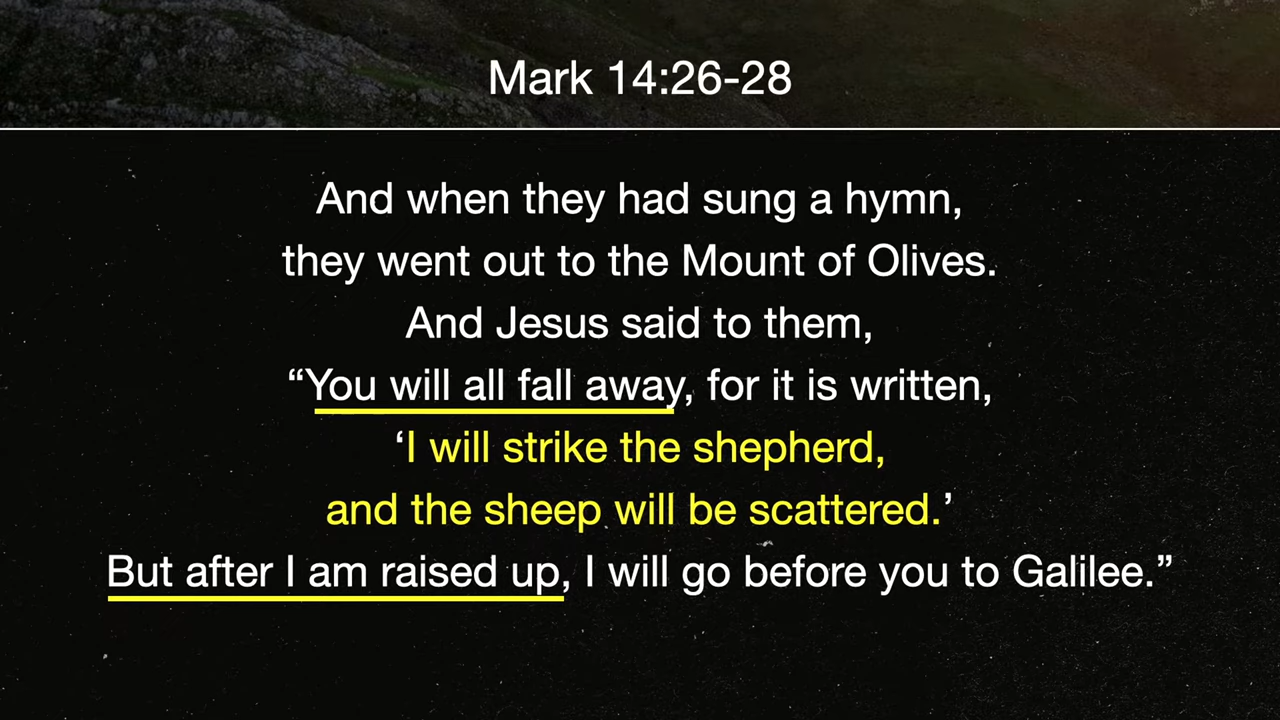 Mark 14:26-28
And when they had sung a hymn,
they went out to the Mount of Olives.
And Jesus said to them,
“You will all fall away, for it is written,
‘I will strike the shepherd,
and the sheep will be scattered.’
But after I am raised up, I will go before you to Galilee.”